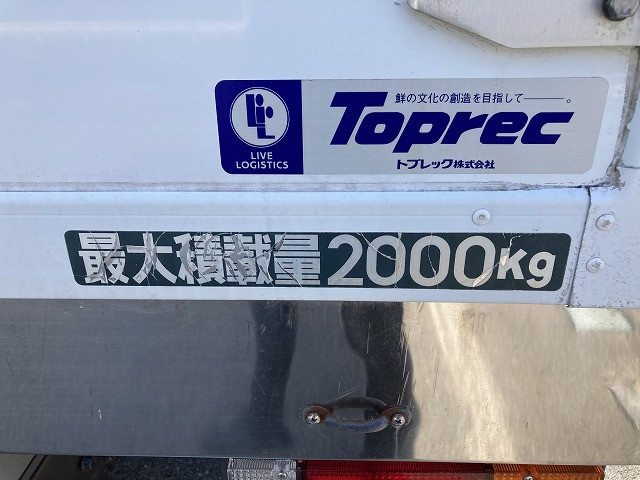 鮮の文化の創造を目指して———。
Toprec
トプレック株式会社
LIVE
LOGISTICS
最大積載量2000kg